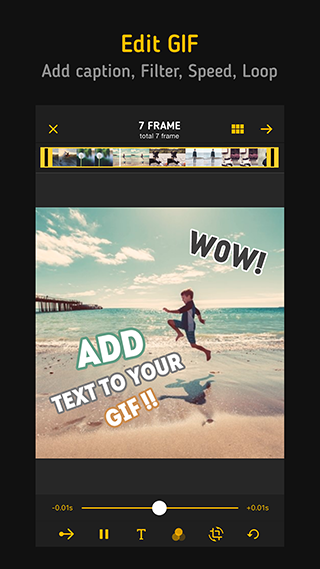 Edit GIF
Add caption, Filter, Speed, Loop
7 FRAME
total 7 frame
WOW!
ADD
TEXT TO YOUR
GIF !!
-0.01s
+0.01s
T